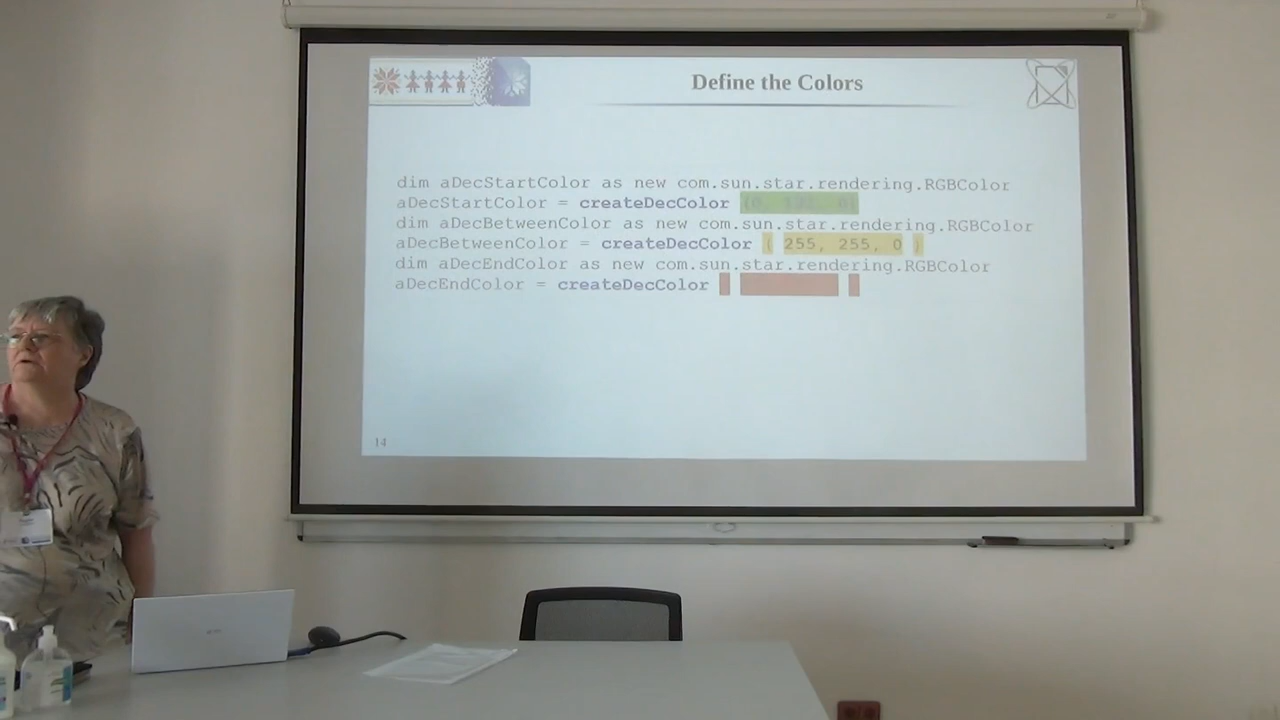 Define the Colors
dim aDecStartColor as new com.sun.star.rendering.RGBColor
aDecStartColor = createDecColor
dim aDecBetweenColor as new com.sun.star.rendering.RGBColor
aDecBetweenColor = createDecColor ( 255, 255, 0 )
dim aDecEndColor as new com.sun.star.rendering.RGBColor
aDecEndColor = createDecColor
14